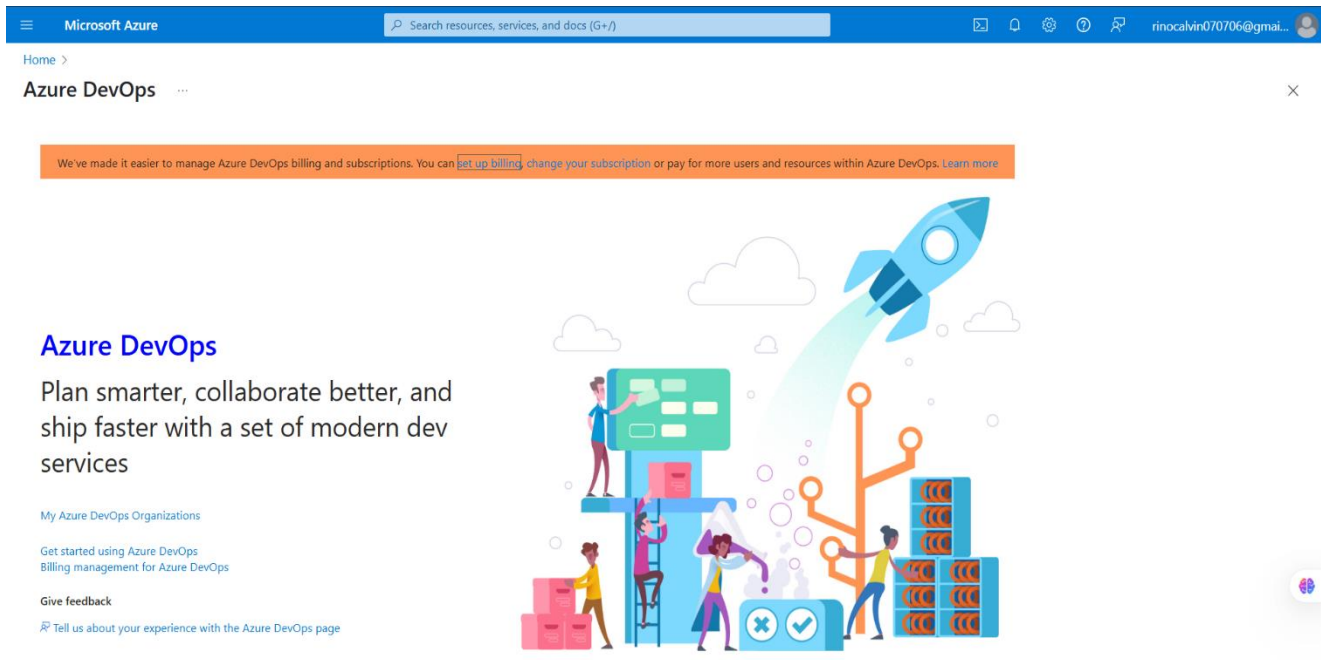 Microsoft Azure
Search resources, services, and docs (G+/)
rinocalvin070706@gmai...
Home >
Azure DevOps ...
We've made it easier to manage Azure DevOps billing and subscriptions. You can set up billing, change your subscription or pay for more users and resources within Azure DevOps. Learn more
Azure DevOps
Plan smarter, collaborate better, and
ship faster with a set of modern dev
services
My Azure DevOps Organizations
Get started using Azure DevOps
Billing management for Azure DevOps
Give feedback
Tell us about your experience with the Azure DevOps page